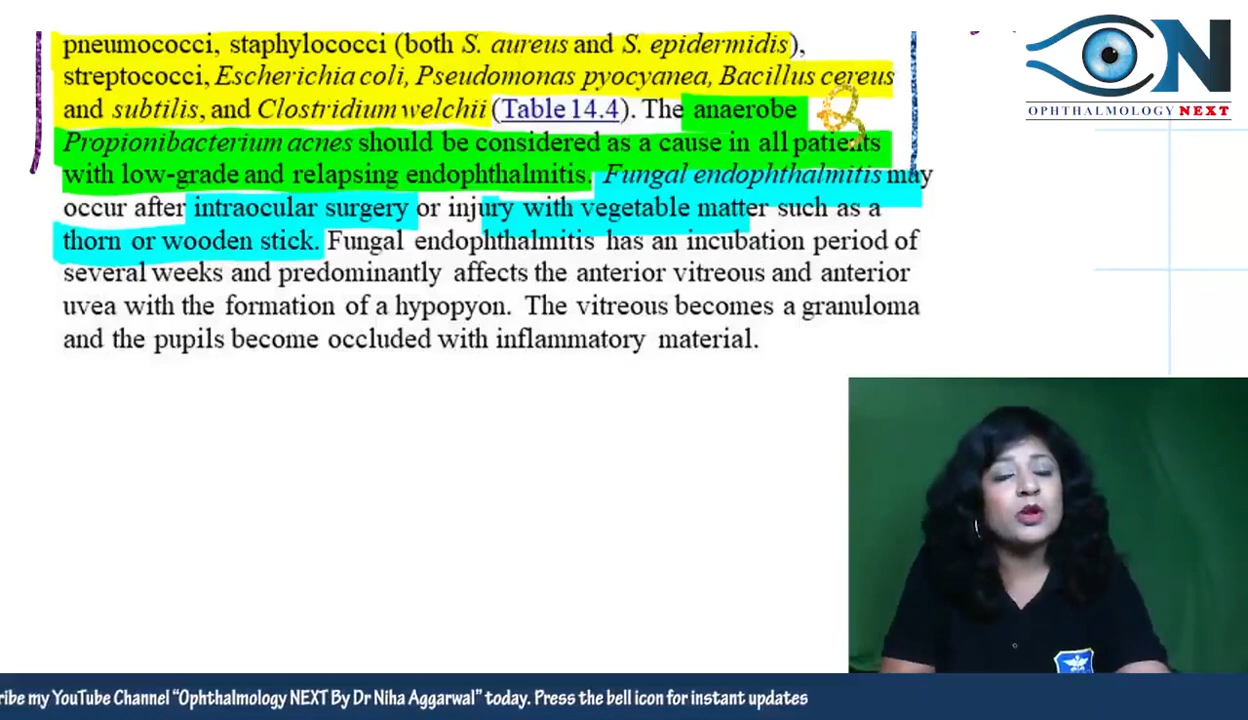 pneumococci, staphylococci (both S. aureus and S. epidermidis),
streptococci, Escherichia coli, Pseudomonas pyocyanea, Bacillus cereus
and subtilis, and Clostridium welchii (Table 14.4). The anaerobe
Propionibacterium acnes should be considered as a cause in all patients
with low-grade and relapsing endophthalmitis. Fungal endophthalmitis may
occur after intraocular surgery or injury with vegetable matter such as a
thorn or wooden stick. Fungal endophthalmitis has an incubation period of
several weeks and predominantly affects the anterior vitreous and anterior
uvea with the formation of a hypopyon. The vitreous becomes a granuloma
and the pupils become occluded with inflammatory material.
N
OPHTHALMOLOGY NEXT
ribe my YouTube Channel “Ophthalmology NEXT By Dr Niha Aggarwal” today. Press the bell icon for instant updates